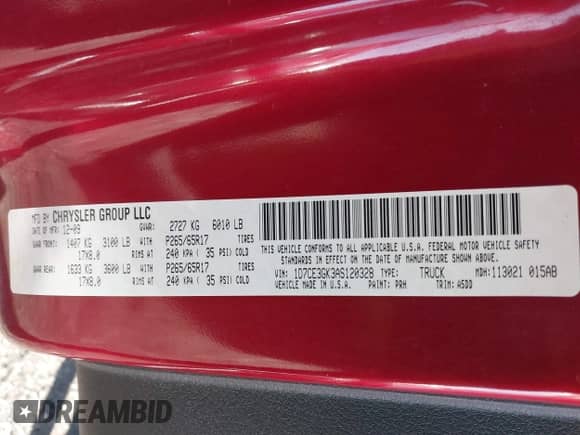 MFD BY CHRYSLER GROUP LLC
DATE OF MFR: 12-09 GVWR: 2727 KG 6010 LB
GAWR FRONT: 1407 KG 3100 LB WITH P265/65R17 TIRES
17X8.0 RIMS AT 240 KPA ( 35 PSI) COLD
GAWR REAR: 1633 KG 3600 LB WITH P265/65R17 TIRES
17X8.0 RIMS AT 240 KPA ( 35 PSI) COLD
THIS VEHICLE CONFORMS TO ALL APPLICABLE U.S.A. FEDERAL MOTOR VEHICLE SAFETY
STANDARDS IN EFFECT ON THE DATE OF MANUFACTURE SHOWN ABOVE.
VIN: 1D7CE3GK3AS120328 TYPE: TRUCK MDH: 113021 015AB
VEHICLE MADE IN U.S.A. PAINT: PRH TRIM: A5DD
DREAMBID